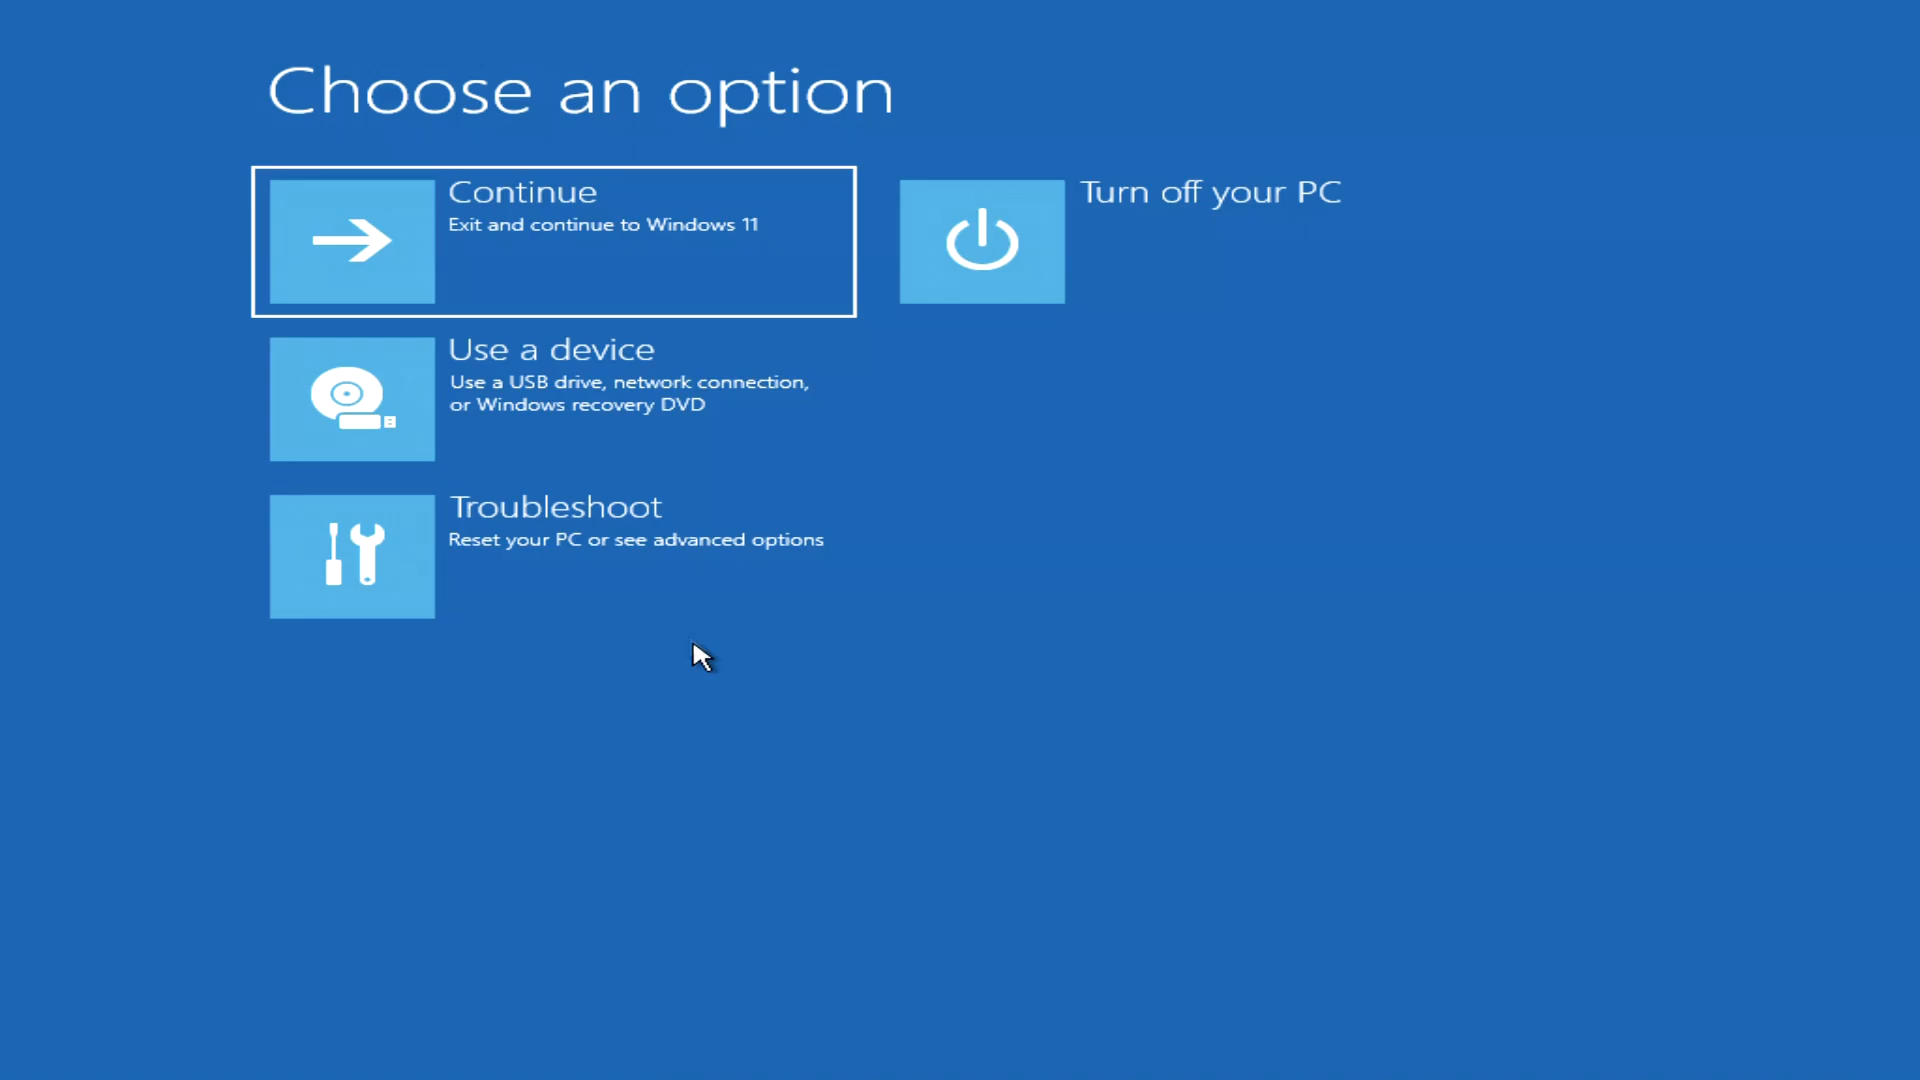 Choose an option
Continue
Exit and continue to Windows 11
Turn off your PC
Use a device
Use a USB drive, network connection,
or Windows recovery DVD
Troubleshoot
Reset your PC or see advanced options